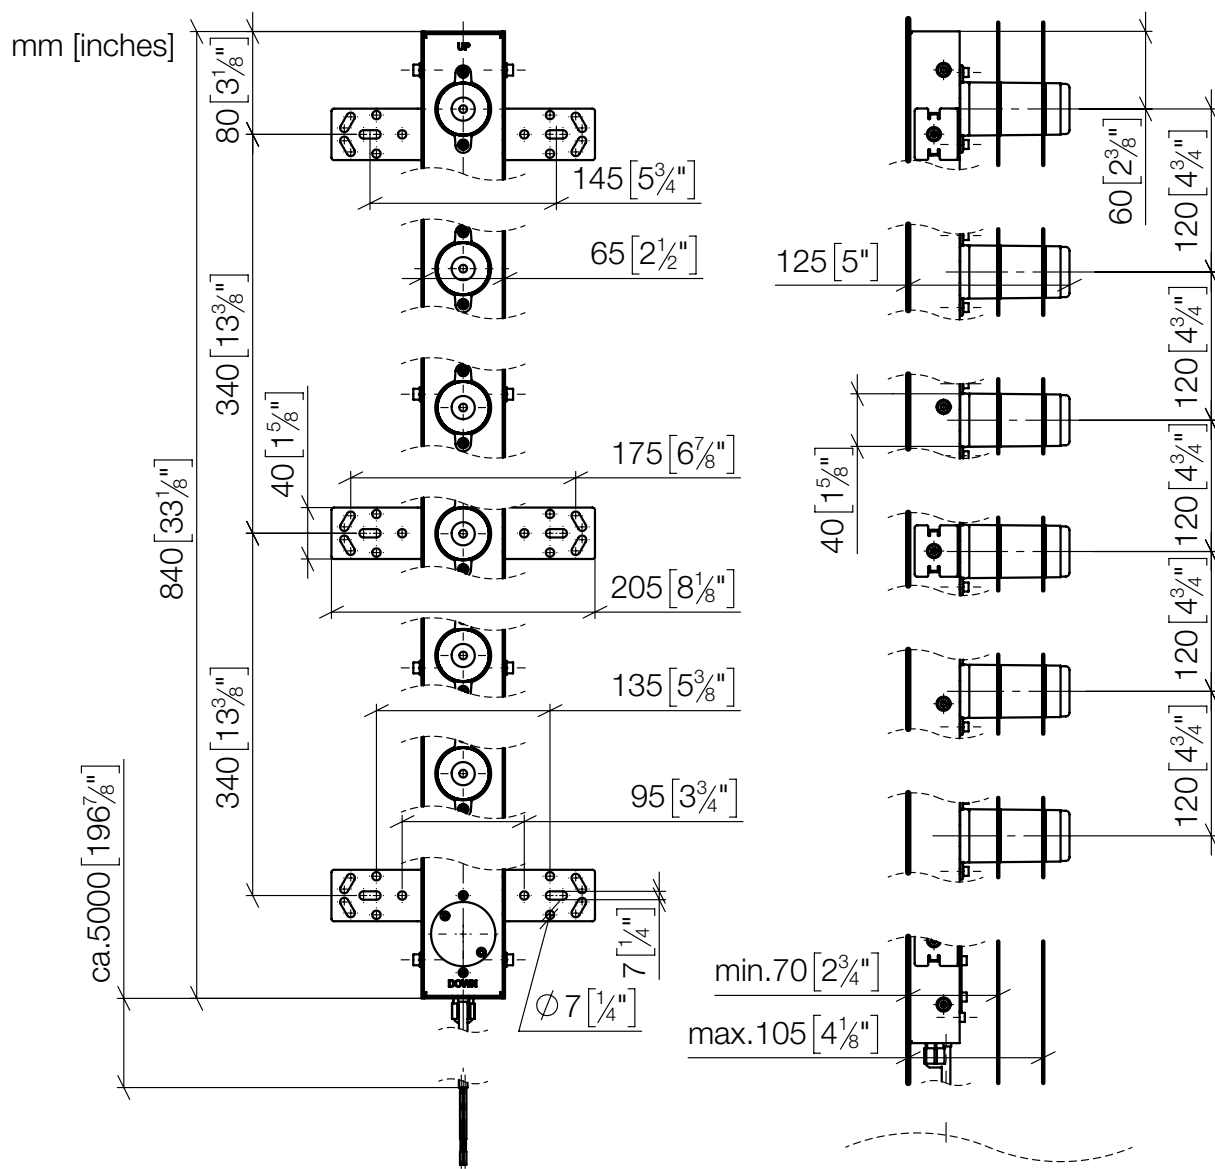 mm [inches]
80 [3 1/8"]
UP
145 [5 3/4"]
65 [2 1/2"]
340 [13 3/8"]
40 [1 5/8"]
175 [6 7/8"]
840 [33 1/8"]
205 [8 1/8"]
135 [5 3/8"]
340 [13 3/8"]
95 [3 3/4"]
ca.5000 [196 7/8"]
7 [1/4"]
DOWN
Ø 7 [1/4"]
60 [2 3/8"]
120 [4 3/4"]
125 [5"]
120 [4 3/4"]
40 [1 5/8"]
120 [4 3/4"]
120 [4 3/4"]
120 [4 3/4"]
min.70 [2 3/4"]
max.105 [4 1/8"]